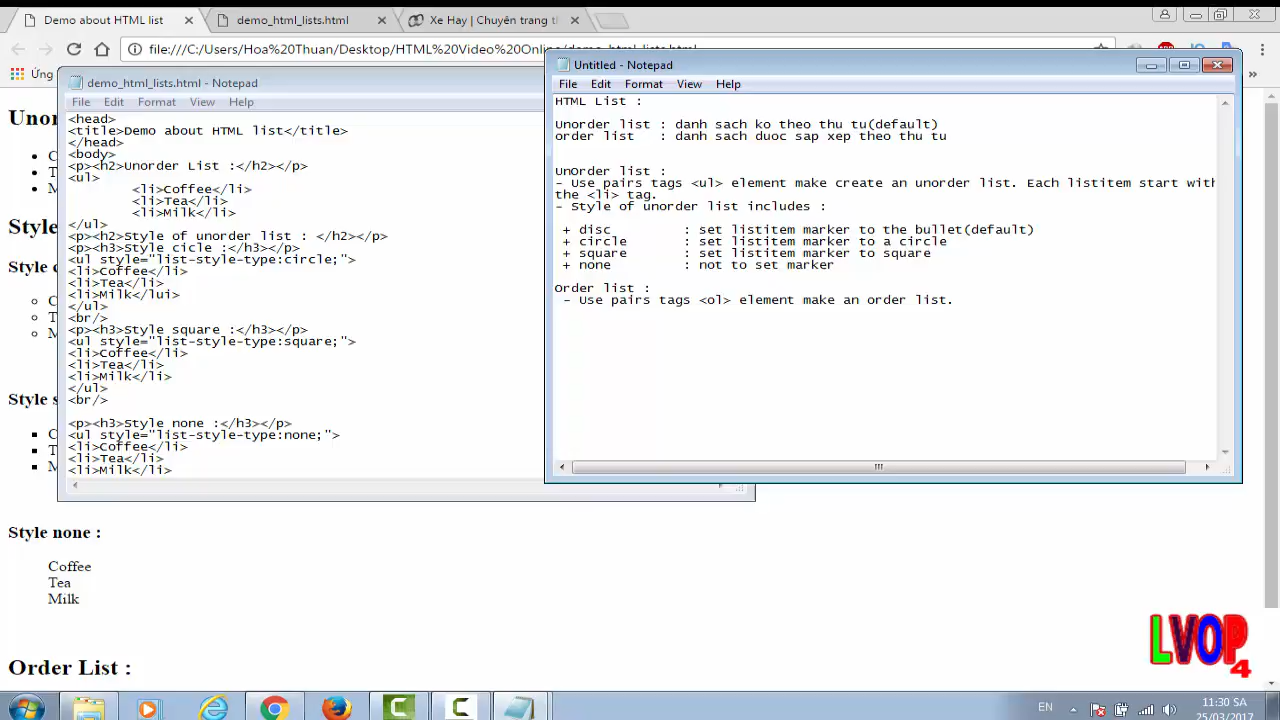 Demo about HTML list
demo_html_lists.html
Xe Hay | Chuyên trang
file:///C:/Users/Hoa%20Thuan/Desktop/HTML%20Video%20Online/demo_html_lists.html
Ứng
demo_html_lists.html - Notepad
File Edit Format View Help
<head>
<title>Demo about HTML list</title>
</head>
<body>
<p><h2>Unorder List :</h2></p>
<ul>
<li>Coffee</li>
<li>Tea</li>
<li>Milk</li>
</ul>
<p><h2>Style of unorder list : </h2></p>
<p><h3>Style cicle :</h3></p>
<ul style="list-style-type:circle;">
<li>Coffee</li>
<li>Tea</li>
<li>Milk</lui>
</ul>
<br/>
<p><h3>Style square :</h3></p>
<ul style="list-style-type:square;">
<li>Coffee</li>
<li>Tea</li>
<li>Milk</li>
</ul>
<br/>
<p><h3>Style none :</h3></p>
<ul style="list-style-type:none;">
<li>Coffee</li>
<li>Tea</li>
<li>Milk</li>
Untitled - Notepad
File Edit Format View Help
HTML List :
Unorder list : danh sach ko theo thu tu(default)
order list : danh sach duoc sap xep theo thu tu
UnOrder list :
- Use pairs tags <ul> element make create an unorder list. Each listitem start with
the <li> tag.
- Style of unorder list includes :
+ disc : set listitem marker to the bullet(default)
+ circle : set listitem marker to a circle
+ square : set listitem marker to square
+ none : not to set marker
Order list :
- Use pairs tags <ol> element make an order list.
Style
Style none :
Coffee
Tea
Milk
Order List :
LVOP
4
EN
11:30 SA
25/03/2017